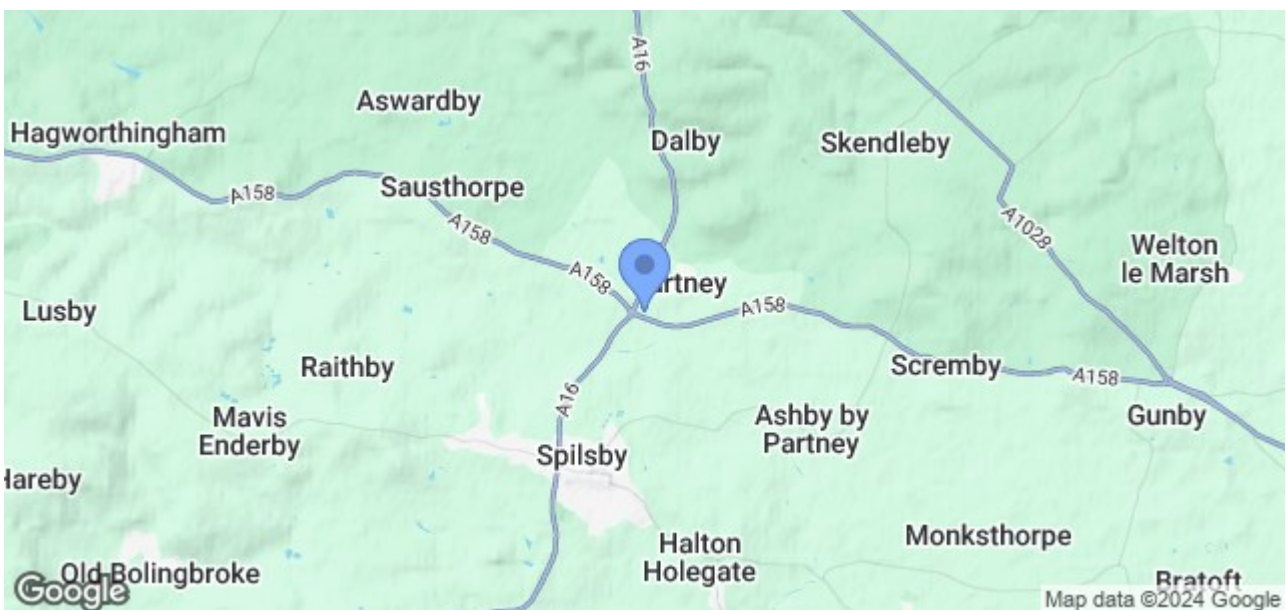 A16
Aswardby
Hagworthingham
Dalby
Skendleby
A158
Sausthorpe
A158
A1028
Welton
le Marsh
A158
artney
Lusby
A158
Raithby
Scremby
A158
A16
Mavis
Enderby
Ashby by
Partney
Gunby
Spilsby
Hareby
Halton
Holegate
Monksthorpe
Old Bolingbroke
Bratoft
Google
Map data ©2024 Google